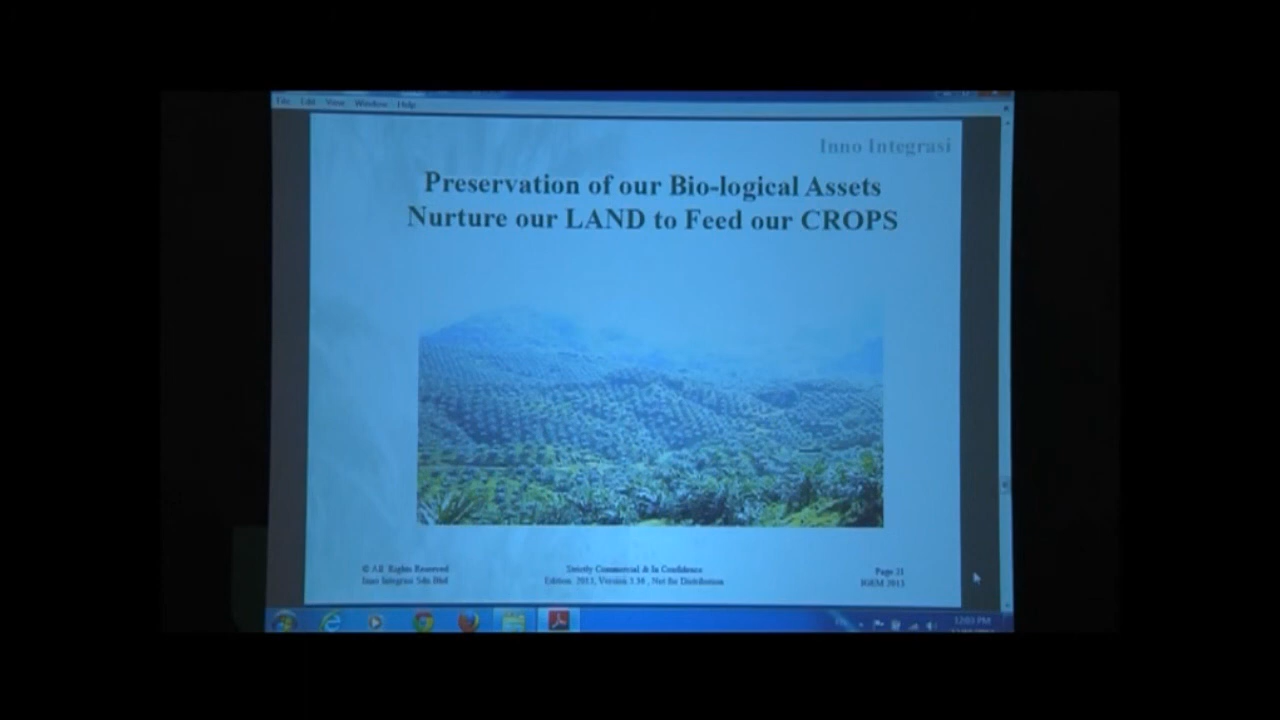 File Edit View Window Help
Inno Integrasi
Preservation of our Bio-logical Assets
Nurture our LAND to Feed our CROPS
© All Rights Reserved
Inno Integrasi Sdn Bhd
Strictly Commercial & In Confidence
Edition 2013, Version 1.30, Not for Distribution
Page 21
IGEM 2013
12:03 PM